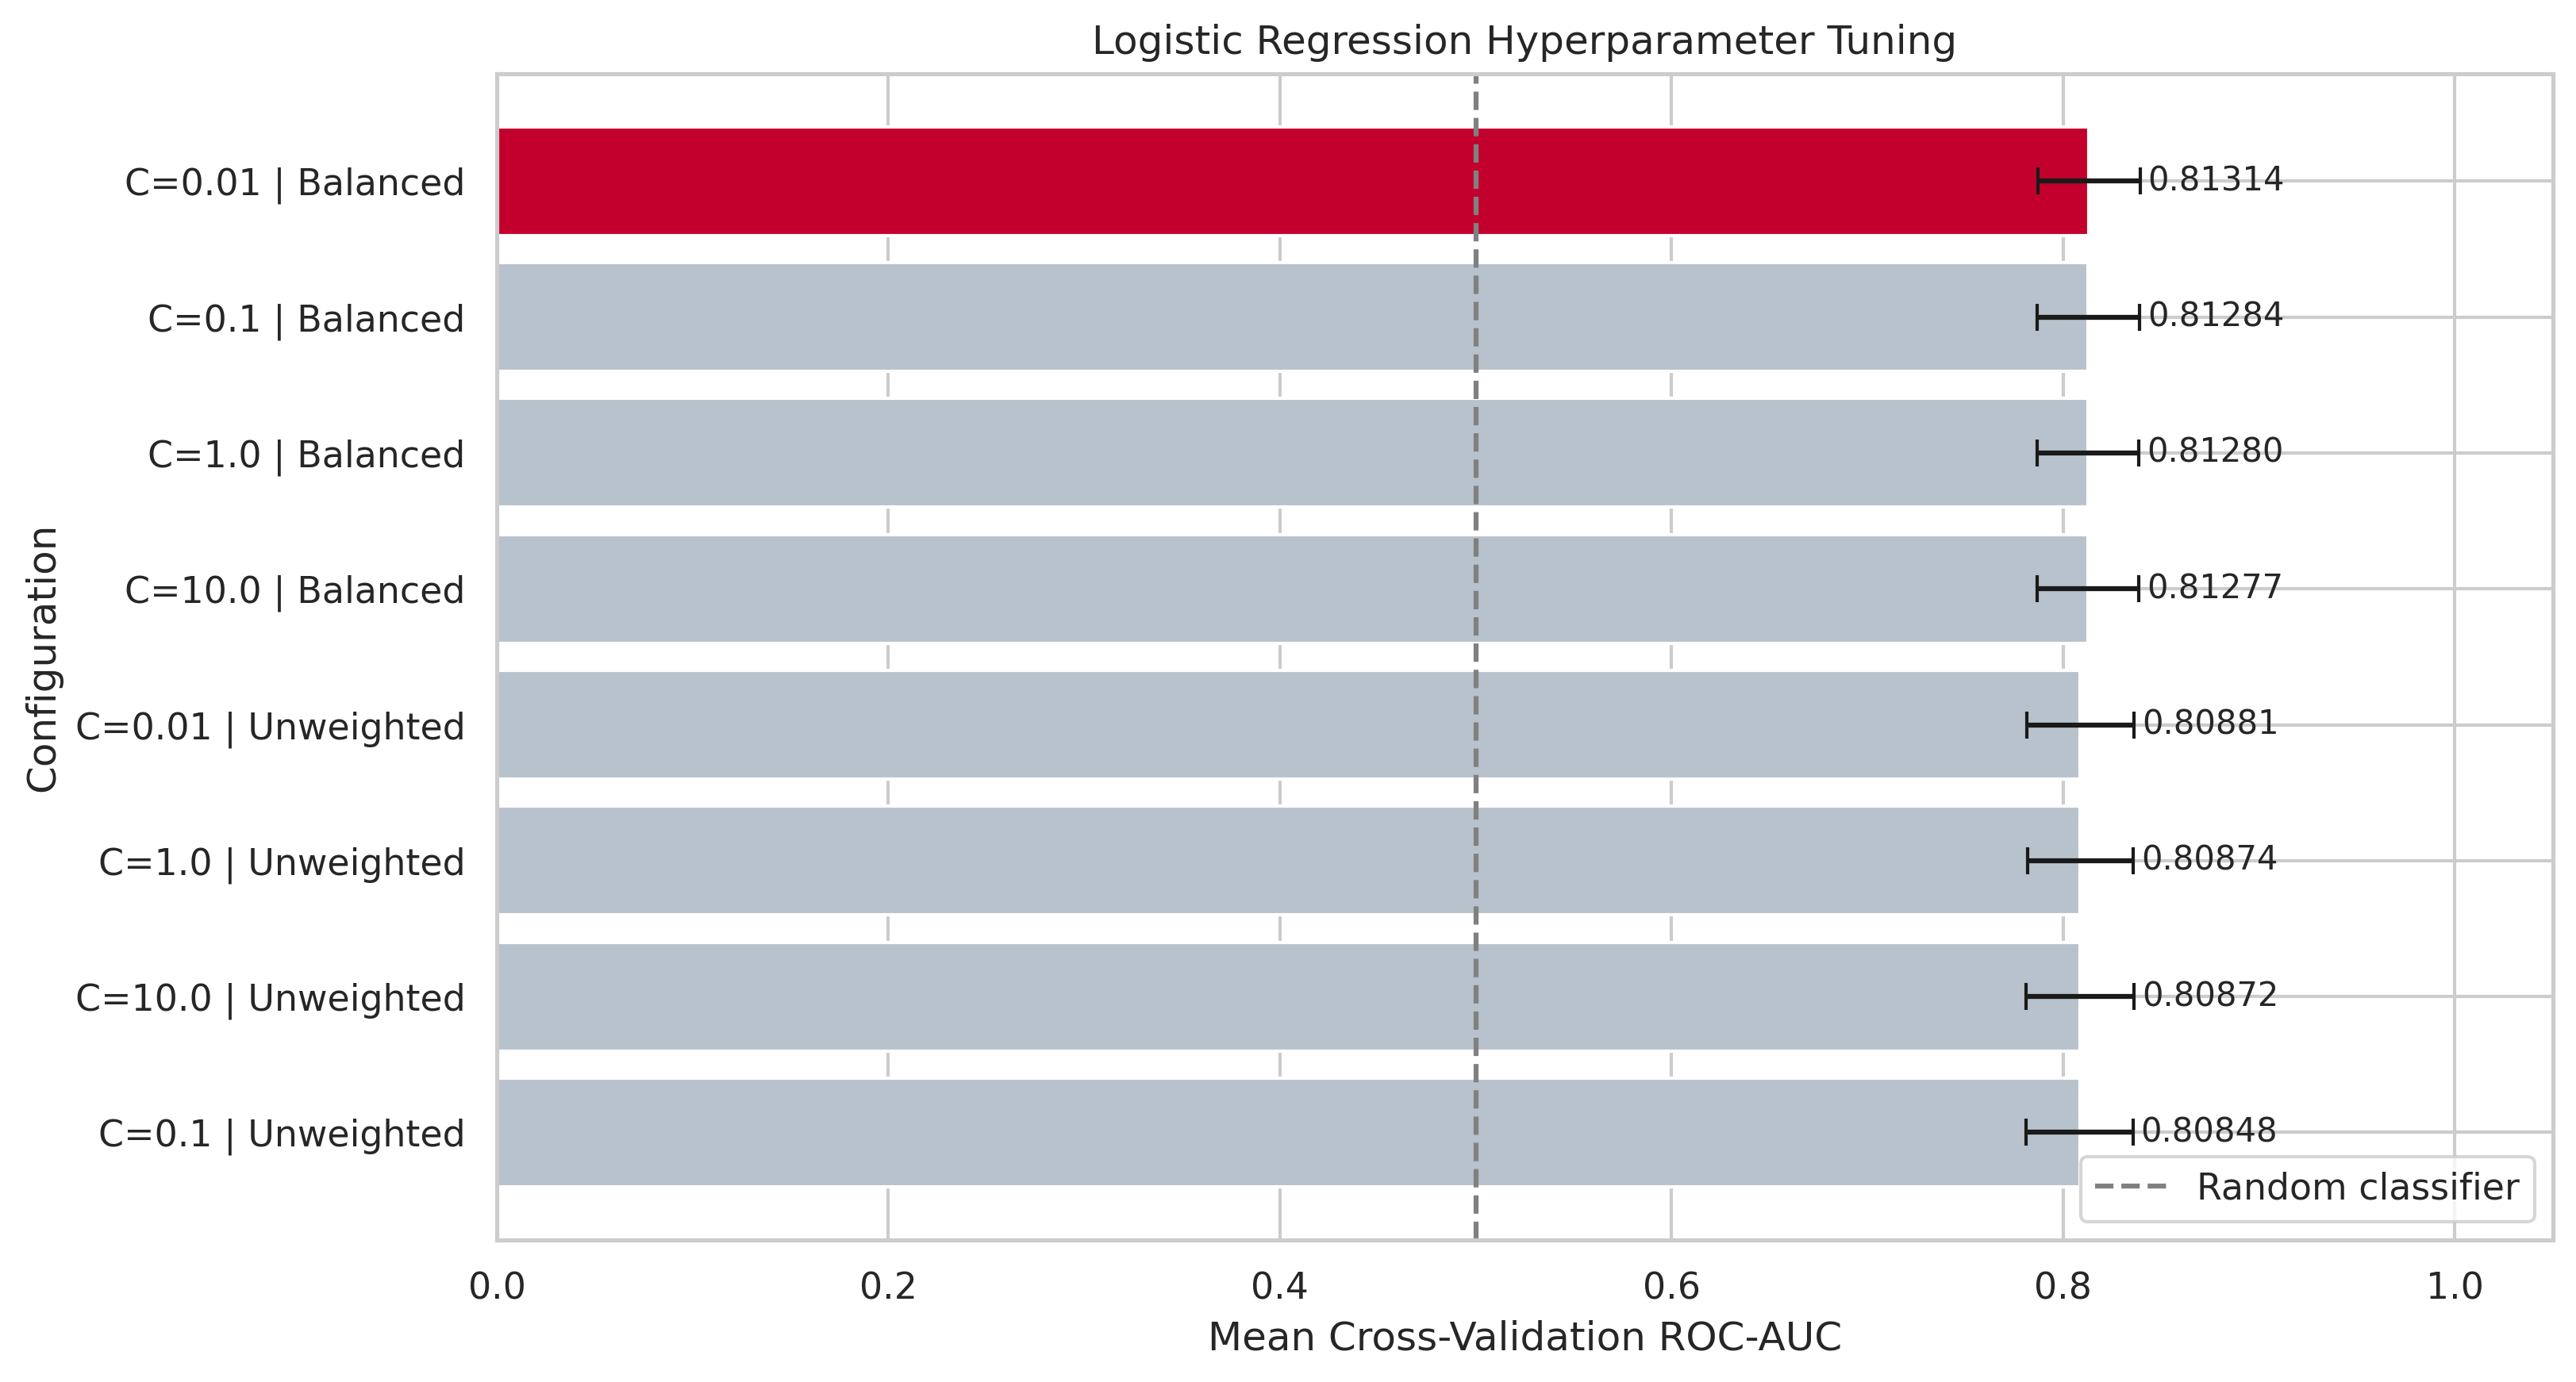 Logistic Regression Hyperparameter Tuning
Configuration
C=0.01 | Balanced
0.81314
C=0.1 | Balanced
0.81284
C=1.0 | Balanced
0.81280
C=10.0 | Balanced
0.81277
C=0.01 | Unweighted
0.80881
C=1.0 | Unweighted
0.80874
C=10.0 | Unweighted
0.80872
C=0.1 | Unweighted
0.80848
Random classifier
0.0 0.2 0.4 0.6 0.8 1.0
Mean Cross-Validation ROC-AUC